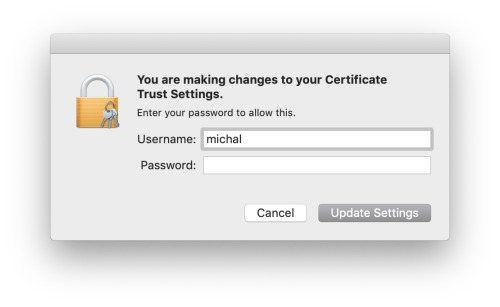 You are making changes to your Certificate
Trust Settings.
Enter your password to allow this.
Username: michal
Password:
Cancel Update Settings